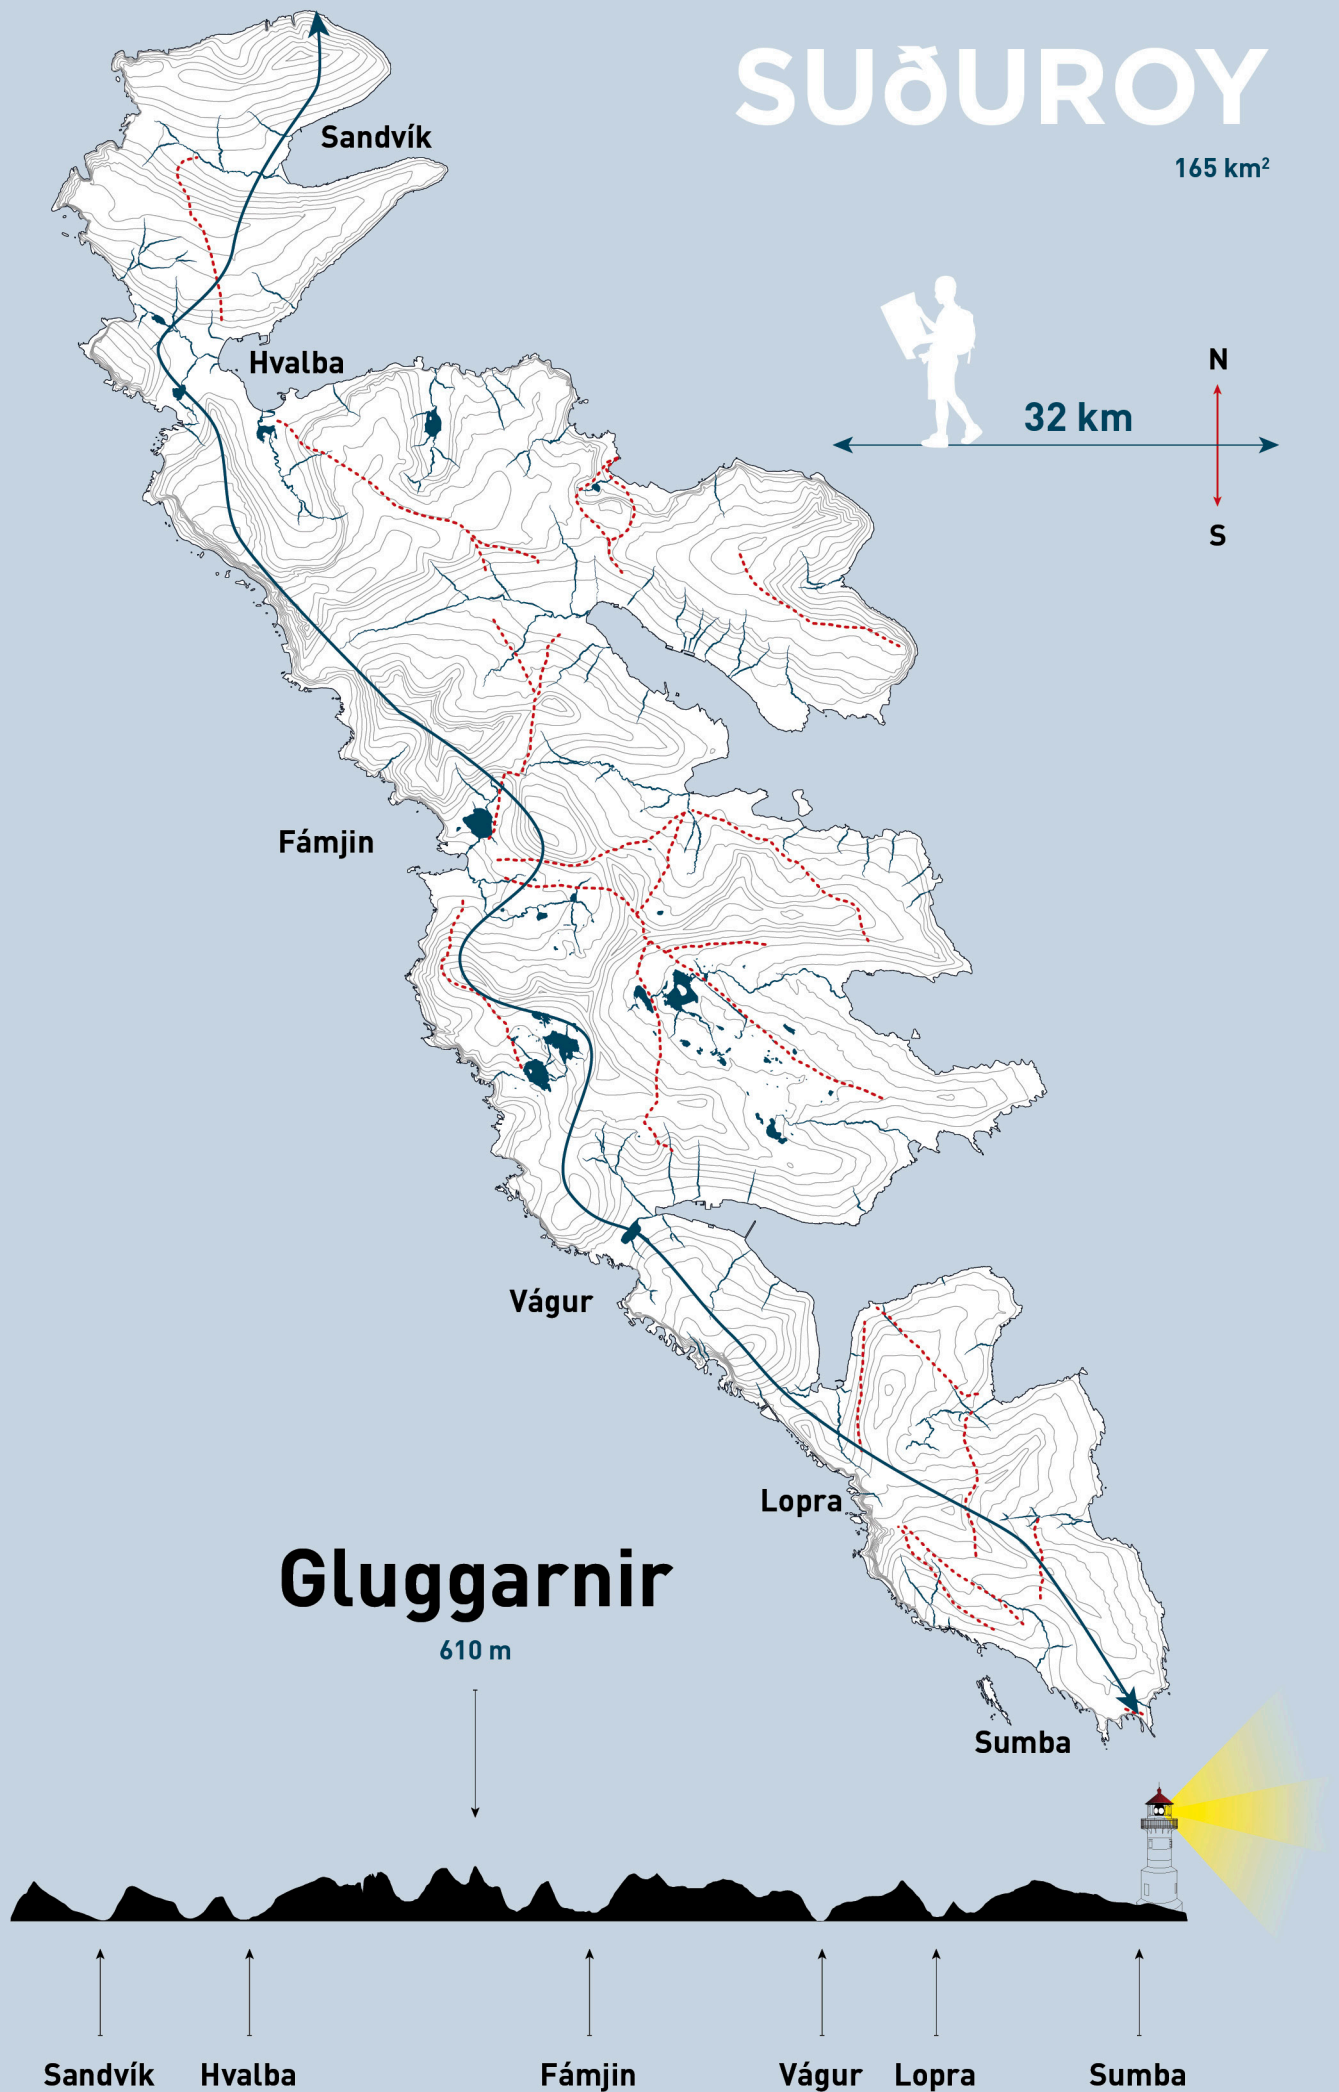 SUðUROY
165 km²
Sandvík
Hvalba
N
32 km
S
Fámjin
Vágur
Lopra
Gluggarnir
610 m
Sumba
Sandvík Hvalba Fámjin Vágur Lopra Sumba